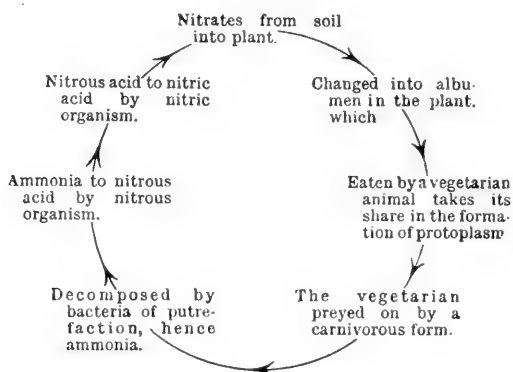 Nitrates from soil
into plant.
Changed into albu-
men in the plant.
which
Eaten by a vegetarian
animal takes its
share in the forma-
tion of protoplasm
The vegetarian
preyed on by a
carnivorous form.
Decomposed by
bacteria of putre-
faction, hence
ammonia.
Ammonia to nitrous
acid by nitrous
organism.
Nitrous acid to nitric
acid by nitric
organism.